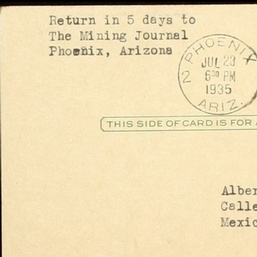 Return in 5 days to
The Mining Journal
Phoenix, Arizona
PHOENIX
2
JUL 23
630 PM
1935
ARIZ.
THIS SIDE OF CARD IS FOR A
Alber
Calle
Mexic